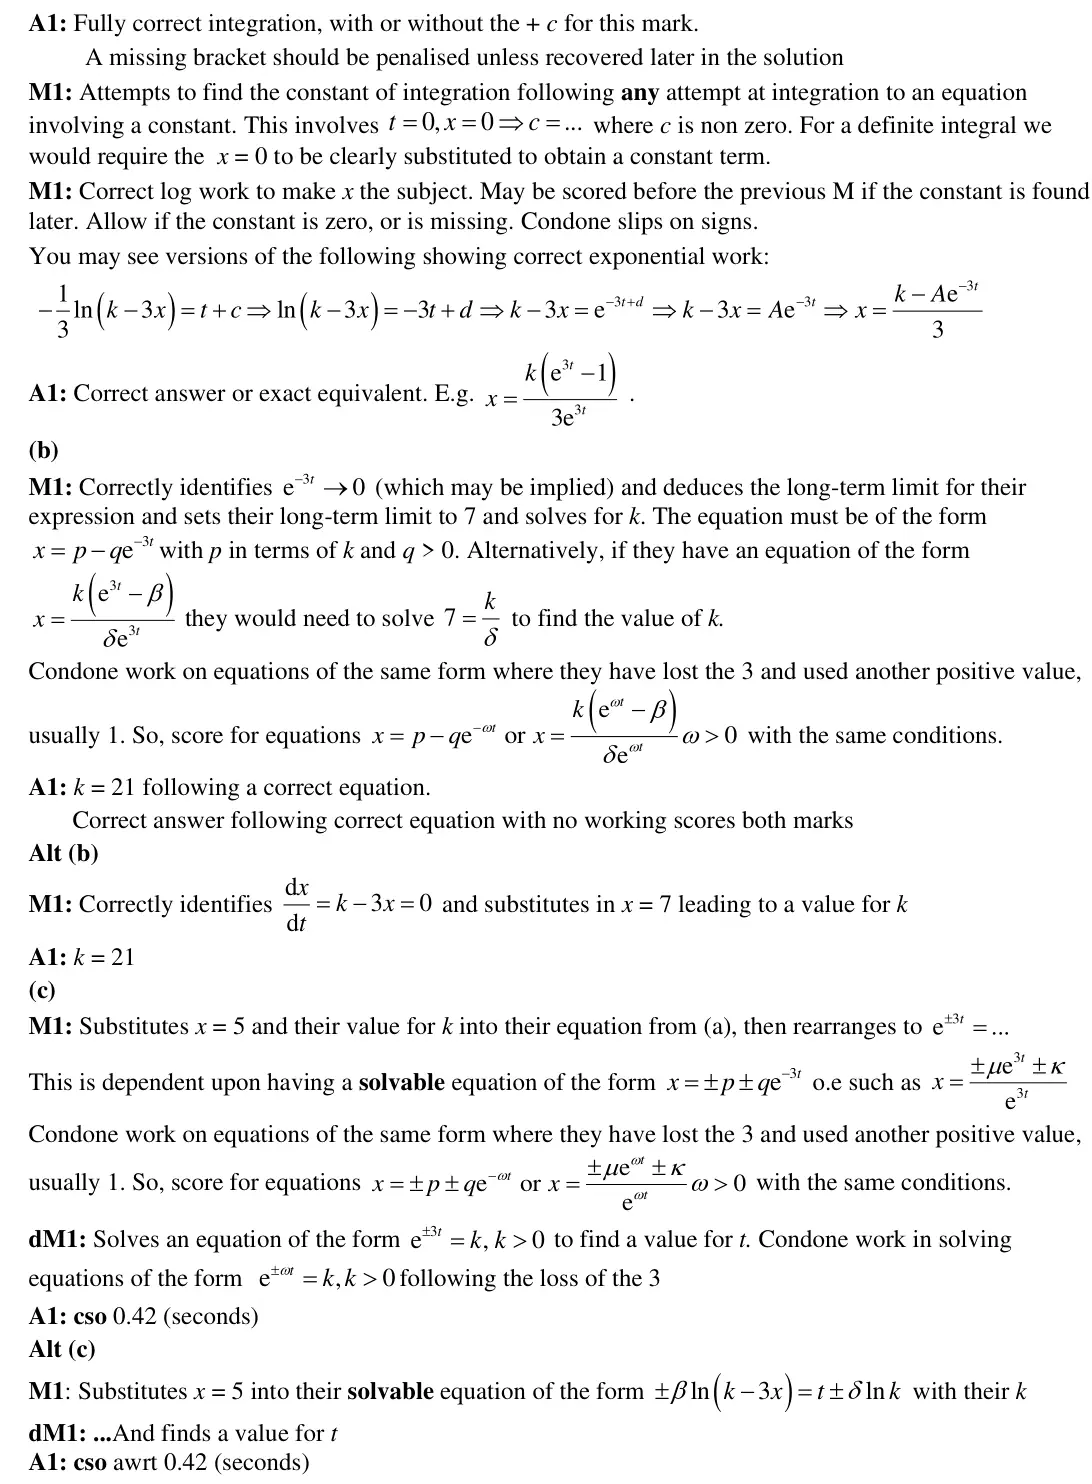 A1: Fully correct integration, with or without the + c for this mark.
A missing bracket should be penalised unless recovered later in the solution
M1: Attempts to find the constant of integration following any attempt at integration to an equation
involving a constant. This involves t = 0, x = 0 ⇒ c = ... where c is non zero. For a definite integral we
would require the x = 0 to be clearly substituted to obtain a constant term.
M1: Correct log work to make x the subject. May be scored before the previous M if the constant is found
later. Allow if the constant is zero, or is missing. Condone slips on signs.
You may see versions of the following showing correct exponential work:
−1/3 ln(k − 3x) = t + c ⇒ ln(k − 3x) = −3t + d ⇒ k − 3x = e^(−3t+d) ⇒ k − 3x = Ae^(−3t) ⇒ x = (k − Ae^(−3t))/3
A1: Correct answer or exact equivalent. E.g. x = k(e^(3t) − 1)/(3e^(3t)) .
(b)
M1: Correctly identifies e^(−3t) → 0 (which may be implied) and deduces the long-term limit for their
expression and sets their long-term limit to 7 and solves for k. The equation must be of the form
x = p − qe^(−3t) with p in terms of k and q > 0. Alternatively, if they have an equation of the form
x = k(e^(3t) − β)/(δe^(3t)) they would need to solve 7 = k/δ to find the value of k.
Condone work on equations of the same form where they have lost the 3 and used another positive value,
usually 1. So, score for equations x = p − qe^(−ωt) or x = k(e^(ωt) − β)/(δe^(ωt)) ω > 0 with the same conditions.
A1: k = 21 following a correct equation.
Correct answer following correct equation with no working scores both marks
Alt (b)
M1: Correctly identifies dx/dt = k − 3x = 0 and substitutes in x = 7 leading to a value for k
A1: k = 21
(c)
M1: Substitutes x = 5 and their value for k into their equation from (a), then rearranges to e^(±3t) = ...
This is dependent upon having a solvable equation of the form x = ±p ± qe^(−3t) o.e such as x = (±μe^(3t) ± κ)/e^(3t)
Condone work on equations of the same form where they have lost the 3 and used another positive value,
usually 1. So, score for equations x = ±p ± qe^(−ωt) or x = (±μe^(ωt) ± κ)/e^(ωt) ω > 0 with the same conditions.
dM1: Solves an equation of the form e^(±3t) = k, k > 0 to find a value for t. Condone work in solving
equations of the form e^(±ωt) = k, k > 0 following the loss of the 3
A1: cso 0.42 (seconds)
Alt (c)
M1: Substitutes x = 5 into their solvable equation of the form ±β ln(k − 3x) = t ± δ ln k with their k
dM1: ...And finds a value for t
A1: cso awrt 0.42 (seconds)